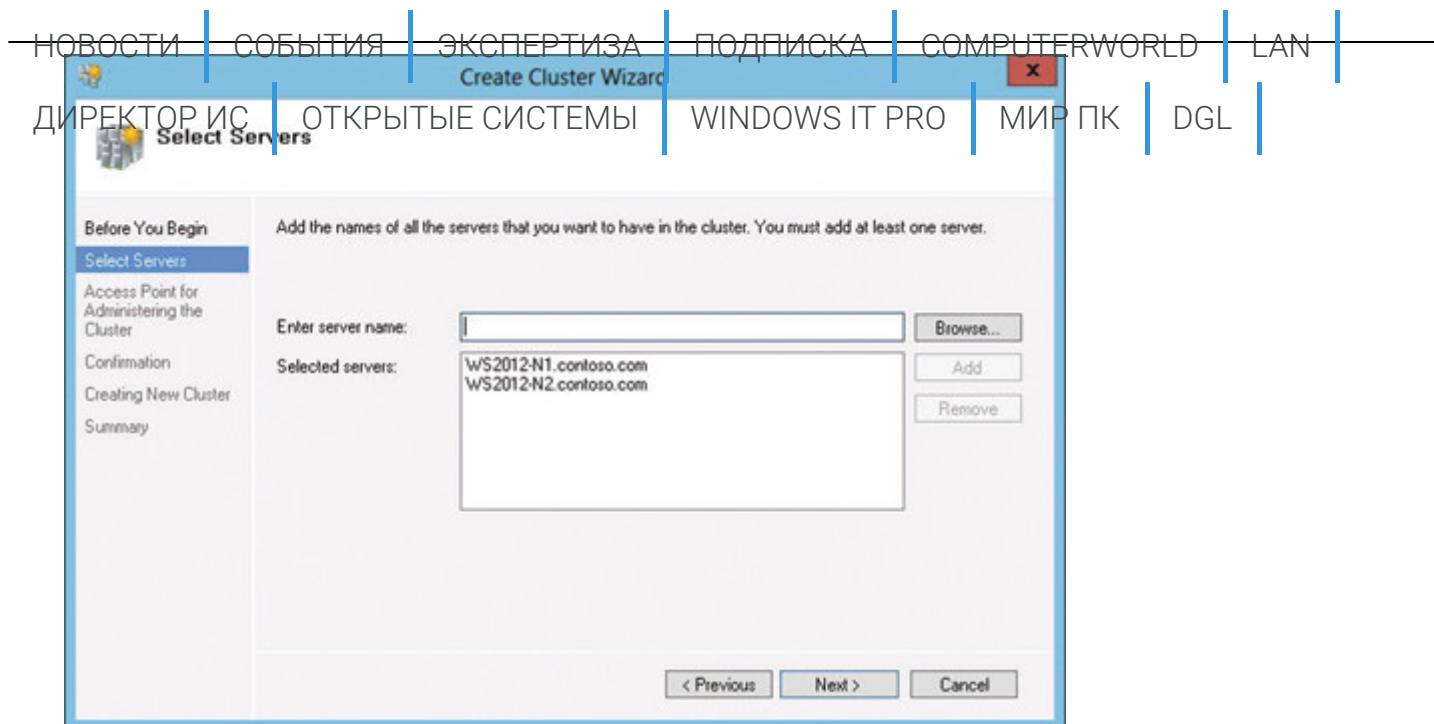 НОВОСТИ СОБЫТИЯ ЭКСПЕРТИЗА ПОДПИСКА COMPUTERWORLD LAN
Create Cluster Wizard
x
ДИРЕКТОР ИС ОТКРЫТЫЕ СИСТЕМЫ WINDOWS IT PRO МИР ПК DGL
Select Servers
Before You Begin
Select Servers
Access Point for
Administering the
Cluster
Confirmation
Creating New Cluster
Summary
Add the names of all the servers that you want to have in the cluster. You must add at least one server.
Enter server name:
Browse...
Selected servers:
WS2012-N1.contoso.com
WS2012-N2.contoso.com
Add
Remove
< Previous
Next >
Cancel